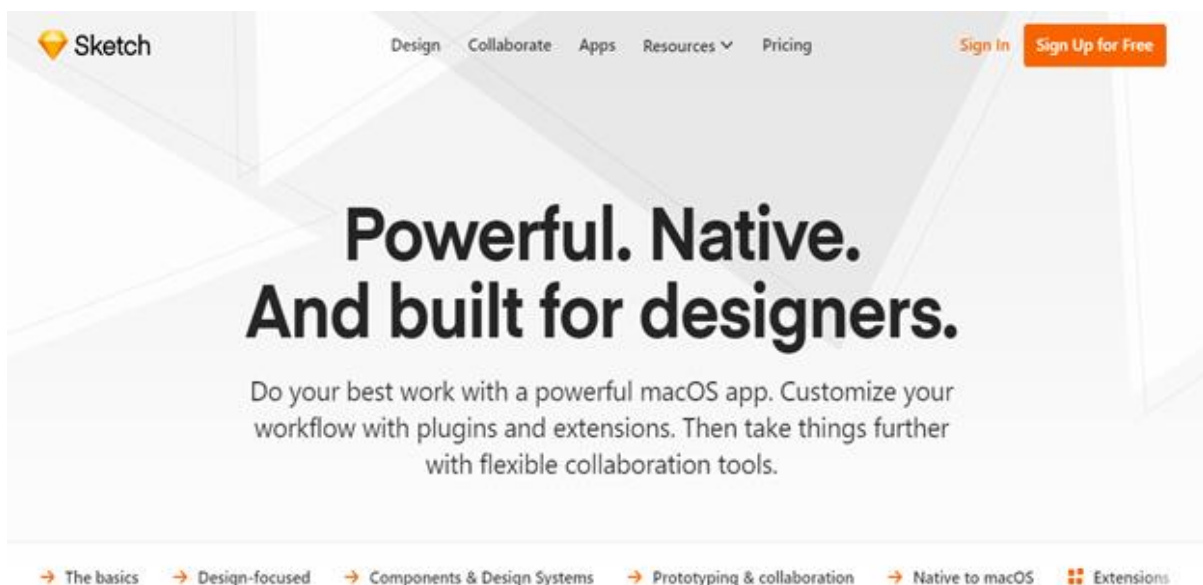 Sketch
Design Collaborate Apps Resources Pricing
Sign In Sign Up for Free
Powerful. Native.
And built for designers.
Do your best work with a powerful macOS app. Customize your
workflow with plugins and extensions. Then take things further
with flexible collaboration tools.
→ The basics → Design-focused → Components & Design Systems → Prototyping & collaboration → Native to macOS Extensions